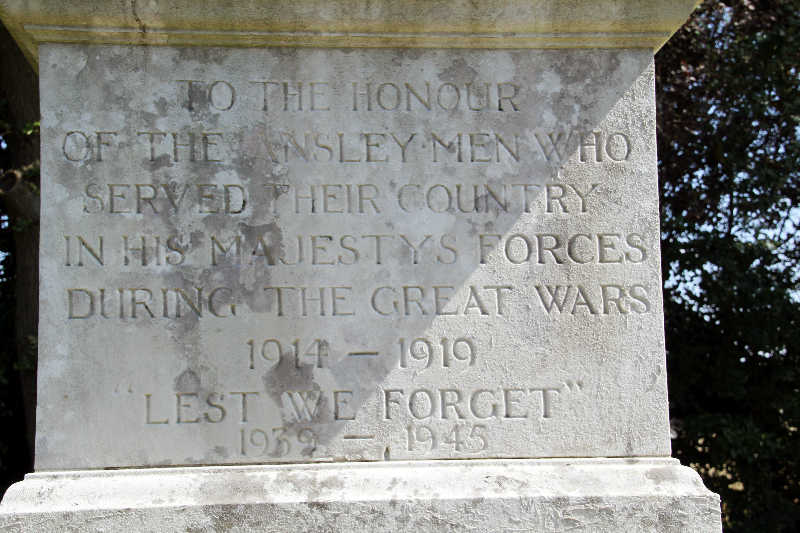 TO THE HONOUR
OF THE ANSLEY MEN WHO
SERVED THEIR COUNTRY
IN HIS MAJESTYS FORCES
DURING THE GREAT WARS
1914 — 1919
"LEST WE FORGET"
1939 — 1945